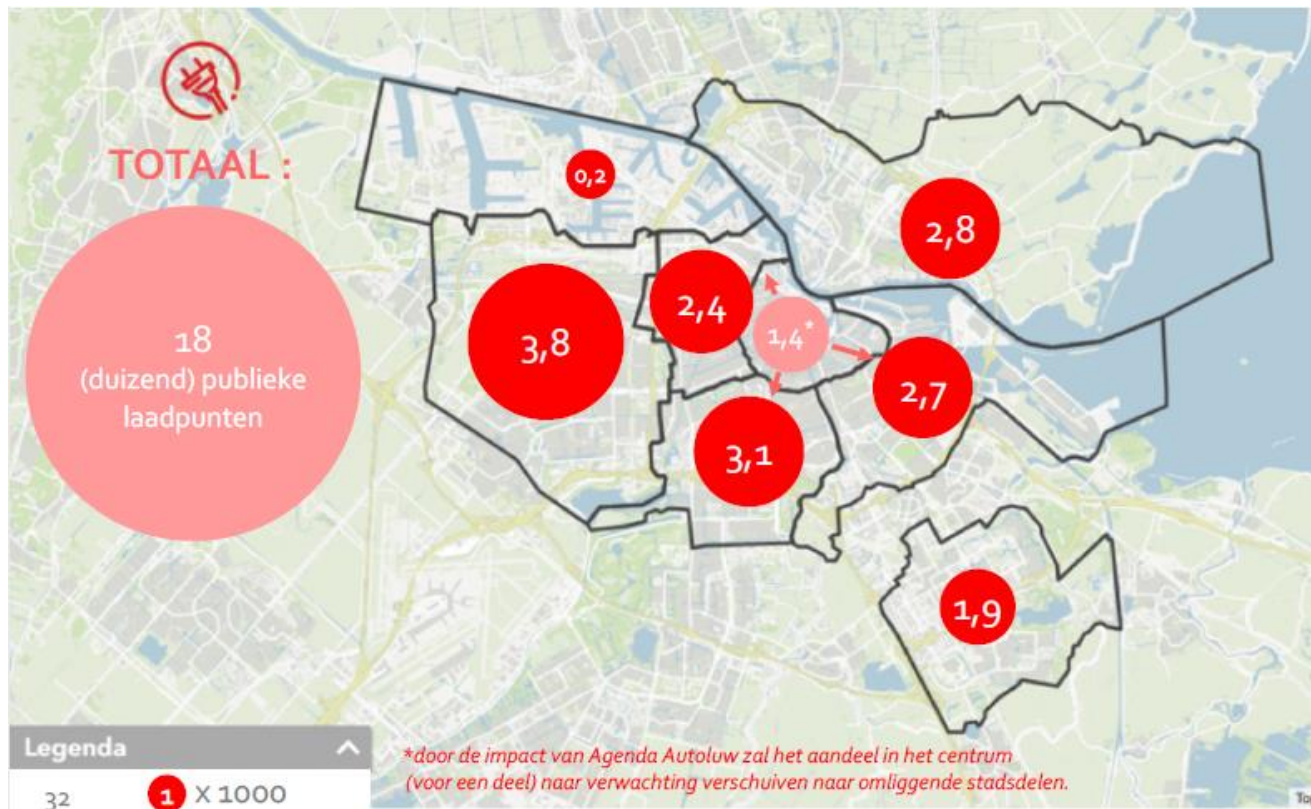 TOTAAL :
18
(duizend) publieke
laadpunten
0,2
2,8
2,4
1,4*
3,8
2,7
3,1
1,9
Legenda
32
1 X 1000
*door de impact van Agenda Autoluw zal het aandeel in het centrum
(voor een deel) naar verwachting verschuiven naar omliggende stadsdelen.